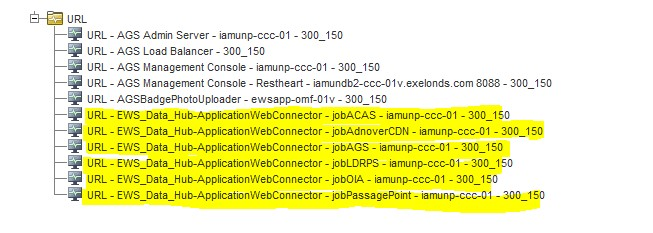 URL
URL - AGS Admin Server - iamunp-ccc-01 - 300_150
URL - AGS Load Balancer - 300_150
URL - AGS Management Console - iamunp-ccc-01 - 300_150
URL - AGS Management Console - Restheart - iamundb2-ccc-01v.exelonds.com 8088 - 300_150
URL - AGSBadgePhotoUploader - ewsapp-omf-01v - 300_150
URL - EWS_Data_Hub-ApplicationWebConnector - jobACAS - iamunp-ccc-01 - 300_150
URL - EWS_Data_Hub-ApplicationWebConnector - jobAdnoverCDN - iamunp-ccc-01 - 300_150
URL - EWS_Data_Hub-ApplicationWebConnector - jobAGS - iamunp-ccc-01 - 300_150
URL - EWS_Data_Hub-ApplicationWebConnector - jobLDRPS - iamunp-ccc-01 - 300_150
URL - EWS_Data_Hub-ApplicationWebConnector - jobOIA - iamunp-ccc-01 - 300_150
URL - EWS_Data_Hub-ApplicationWebConnector - jobPassagePoint - iamunp-ccc-01 - 300_150